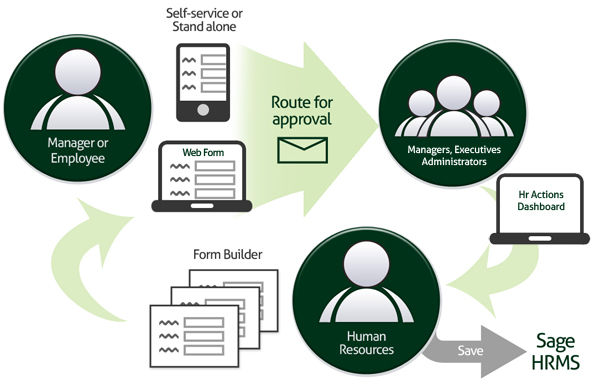 Self-service or
Stand alone
Manager or
Employee
Web Form
Route for
approval
Managers, Executives
Administrators
Hr Actions
Dashboard
Form Builder
Human
Resources
Save
Sage
HRMS